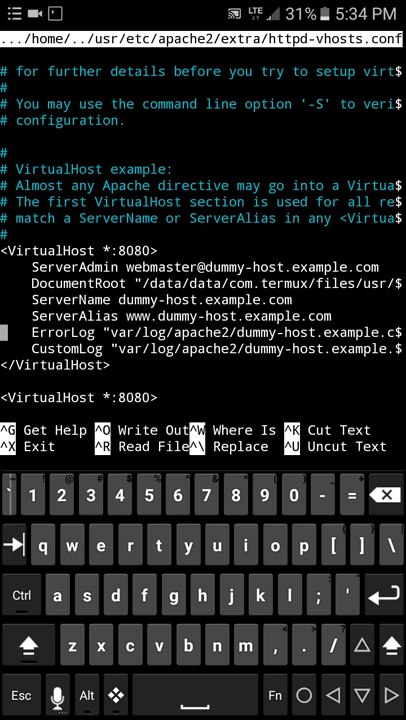 LTE 31% 5:34 PM
.../home/../usr/etc/apache2/extra/httpd-vhosts.conf
# for further details before you try to setup virt$
#
# You may use the command line option '-S' to veri$
# configuration.
#
# VirtualHost example:
# Almost any Apache directive may go into a Virtua$
# The first VirtualHost section is used for all re$
# match a ServerName or ServerAlias in any <Virtua$
#
<VirtualHost *:8080>
ServerAdmin webmaster@dummy-host.example.com
DocumentRoot "/data/data/com.termux/files/usr/$
ServerName dummy-host.example.com
ServerAlias www.dummy-host.example.com
ErrorLog "var/log/apache2/dummy-host.example.c$
CustomLog "var/log/apache2/dummy-host.example.$
</VirtualHost>
<VirtualHost *:8080>
^G Get Help ^O Write Out ^W Where Is ^K Cut Text
^X Exit ^R Read File ^\ Replace ^U Uncut Text
` 1 2 3 4 5 6 7 8 9 0 - =
q w e r t y u i o p [ ] \
Ctrl a s d f g h j k l ; '
z x c v b n m , . /
Esc Alt Fn